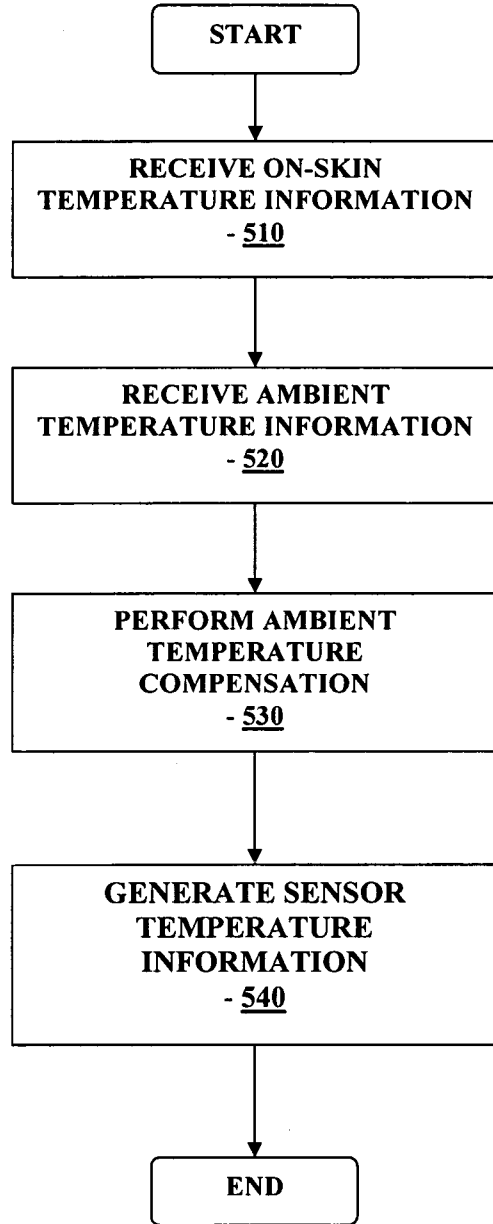 START
RECEIVE ON-SKIN
TEMPERATURE INFORMATION
- 510
RECEIVE AMBIENT
TEMPERATURE INFORMATION
- 520
PERFORM AMBIENT
TEMPERATURE
COMPENSATION
- 530
GENERATE SENSOR
TEMPERATURE
INFORMATION
- 540
END